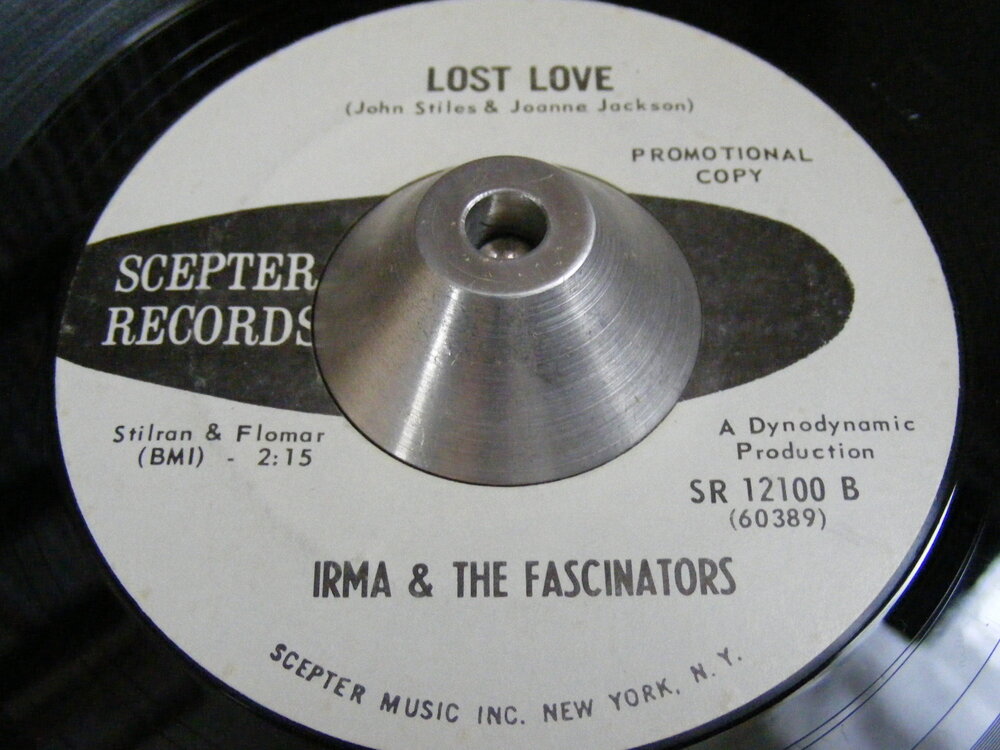 LOST LOVE
(John Stiles & Joanne Jackson)
PROMOTIONAL
COPY
SCEPTER
RECORDS
Stilran & Flomar
(BMI) - 2:15
A Dynodynamic
Production
SR 12100 B
(60389)
IRMA & THE FASCINATORS
SCEPTER MUSIC INC. NEW YORK, N.Y.